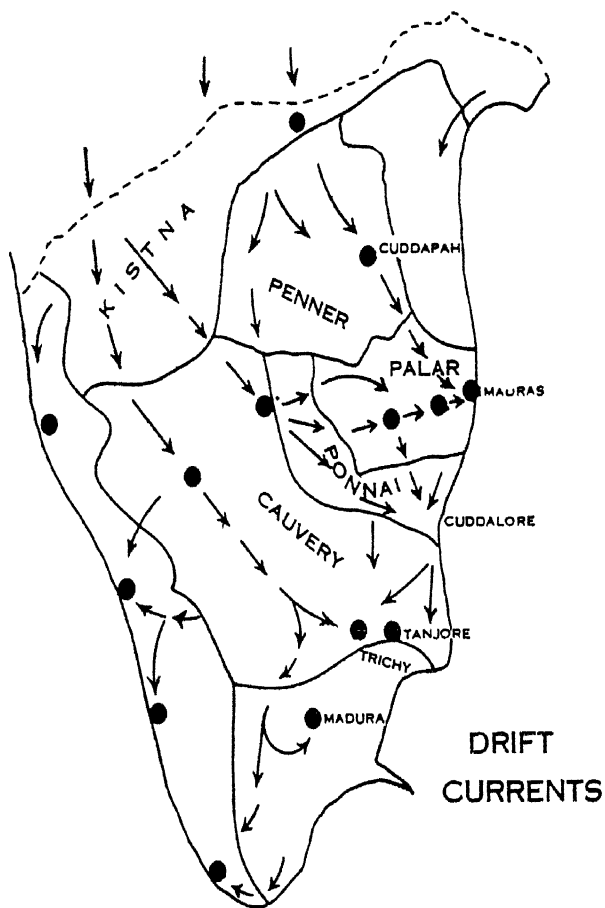 KISTNA
CUDDAPAH
PENNER
PALAR
MADRAS
PONNAI
CAUVERY
CUDDALORE
TANJORE
TRICHY
MADURA
DRIFT
CURRENTS